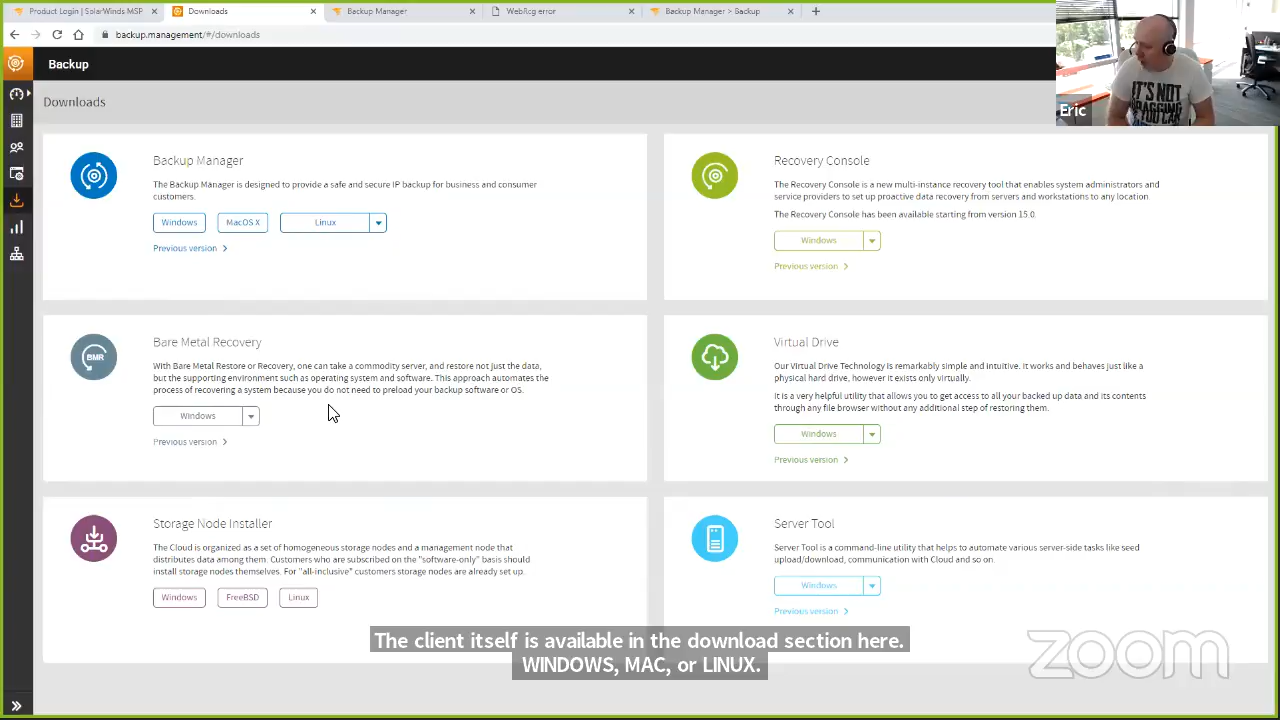 Product Login | SolarWinds MSP
Downloads
Backup Manager
WebRcg error
Backup Manager > Backup
backup.management/#/downloads
Backup
Downloads
Eric
IT'S NOT
Backup Manager
The Backup Manager is designed to provide a safe and secure IP backup for business and consumer
customers.
Windows
MacOS X
Linux
Previous version
Recovery Console
The Recovery Console is a new multi-instance recovery tool that enables system administrators and
service providers to set up proactive data recovery from servers and workstations to any location.
The Recovery Console has been available starting from version 15.0.
Windows
Previous version
BMR
Bare Metal Recovery
With Bare Metal Restore or Recovery, one can take a commodity server, and restore not just the data,
but the supporting environment such as operating system and software. This approach automates the
process of recovering a system because you do not need to preload your backup software or OS.
Windows
Previous version
Virtual Drive
Our Virtual Drive Technology is remarkably simple and intuitive. It works and behaves just like a
physical hard drive, however it exists only virtually.
It is a very helpful utility that allows you to get access to all your backed up data and its contents
through any file browser without any additional step of restoring them.
Windows
Previous version
Storage Node Installer
The Cloud is organized as a set of homogeneous storage nodes and a management node that
distributes data among them. Customers who are subscribed on the "software-only" basis should
install storage nodes themselves. For "all-inclusive" customers storage nodes are already set up.
Windows
FreeBSD
Linux
Server Tool
Server Tool is a command-line utility that helps to automate various server-side tasks like seed
upload/download, communication with Cloud and so on.
Windows
Previous version
The client itself is available in the download section here.
WINDOWS, MAC, or LINUX.
zoom